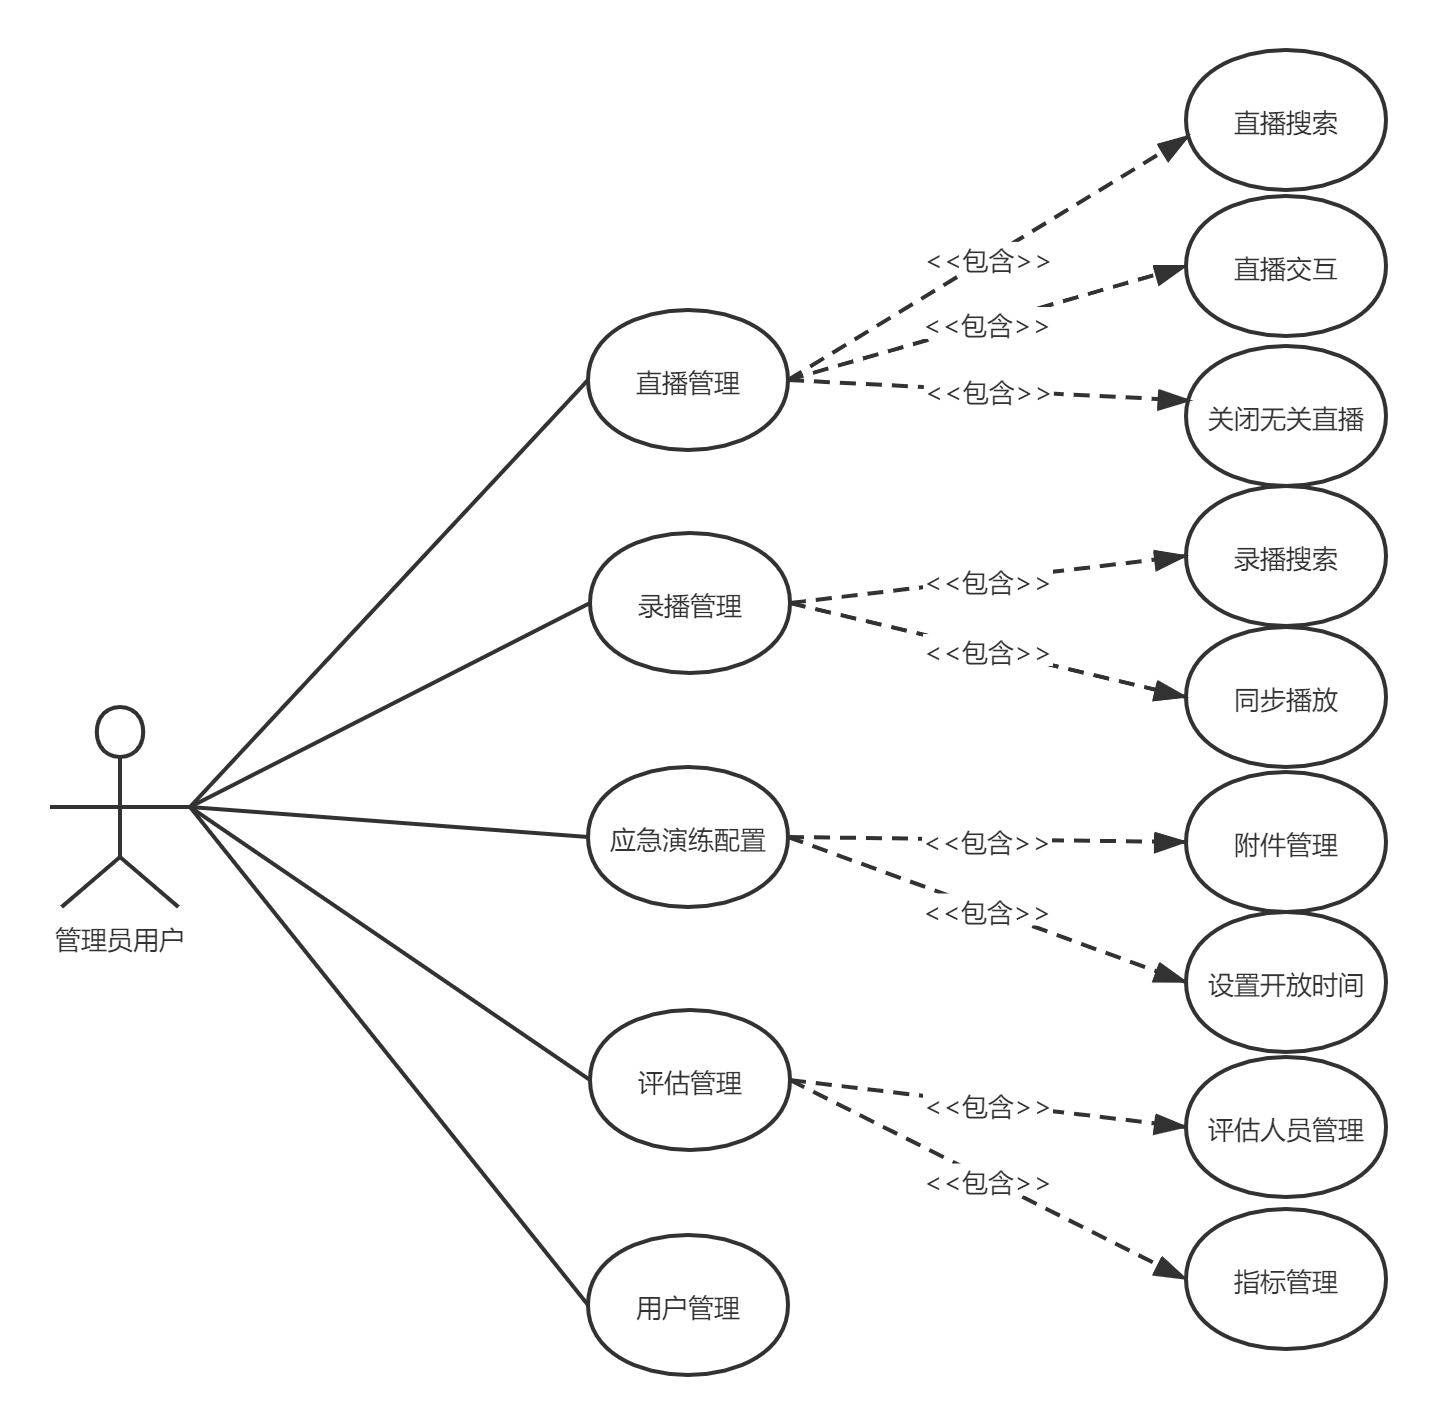 直播搜索
<<包含>>
直播交互
<<包含>>
直播管理
<<包含>>
关闭无关直播
录播搜索
<<包含>>
录播管理
<<包含>>
同步播放
应急演练配置
<<包含>>
附件管理
<<包含>>
管理员用户
设置开放时间
评估管理
<<包含>>
评估人员管理
<<包含>>
指标管理
用户管理